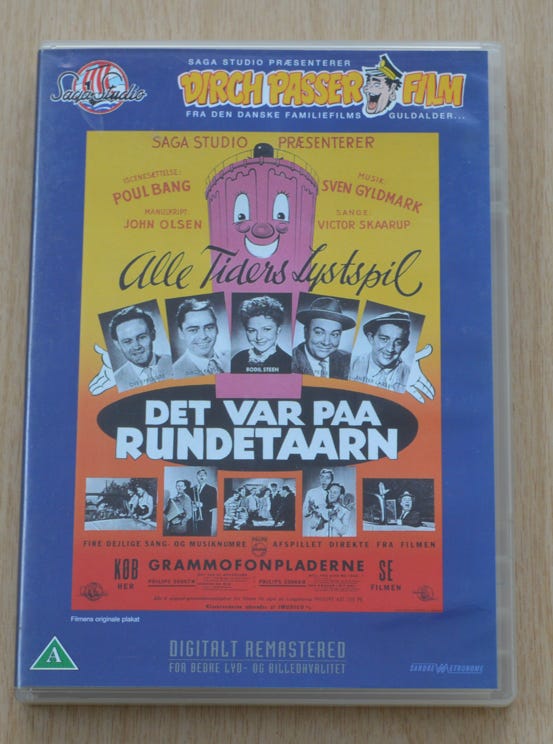 SAGA STUDIO PRÆSENTERER
Saga Studio
DIRCH PASSER FILM
FRA DEN DANSKE FAMILIEFILMS GULDALDER...
SAGA STUDIO PRÆSENTERER
ISCENESÆTTELSE:
POUL BANG
MUSIK:
SVEN GYLDMARK
MANUSKRIPT:
JOHN OLSEN
SANGE:
VICTOR SKAARUP
Alle Tiders Lystspil
BODIL STEEN
DET VAR PAA
RUNDETAARN
FIRE DEJLIGE SANG- OG MUSIKNUMRE AFSPILLET DIREKTE FRA FILMEN
KØB GRAMMOFONPLADERNE SE
HER FILMEN
Filmens originale plakat
A
DIGITALT REMASTERED
FOR BEDRE LYD- OG BILLEDKVALITET
SANDREW METRONOME